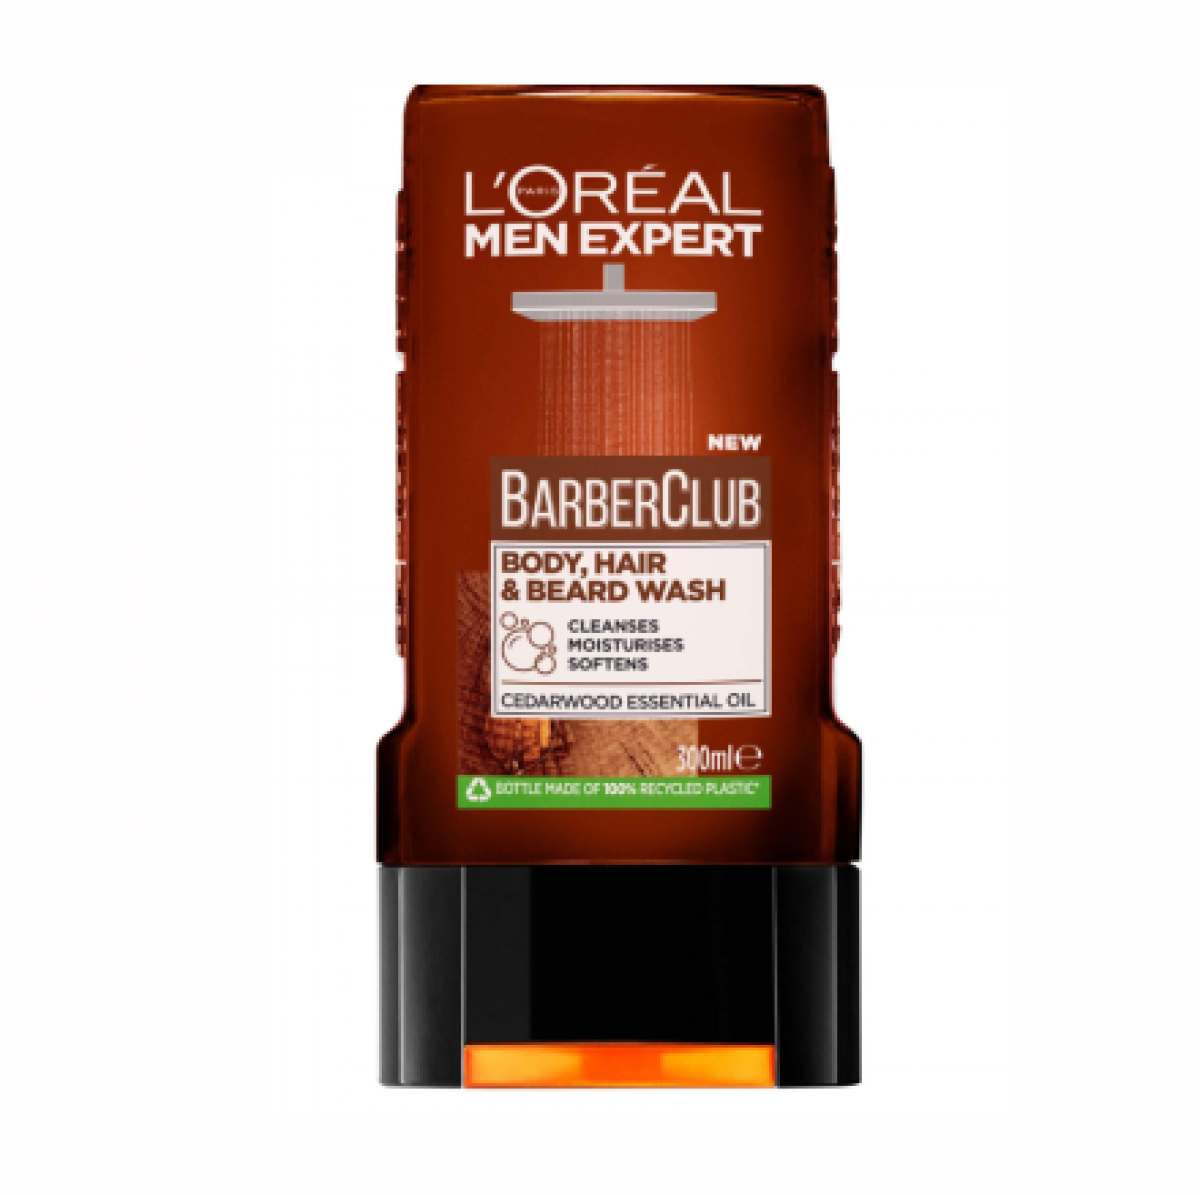 L'ORÉAL
PARIS
MEN EXPERT
NEW
BARBERCLUB
BODY, HAIR
& BEARD WASH
CLEANSES
MOISTURISES
SOFTENS
CEDARWOOD ESSENTIAL OIL
300ml℮
BOTTLE MADE OF 100% RECYCLED PLASTIC*